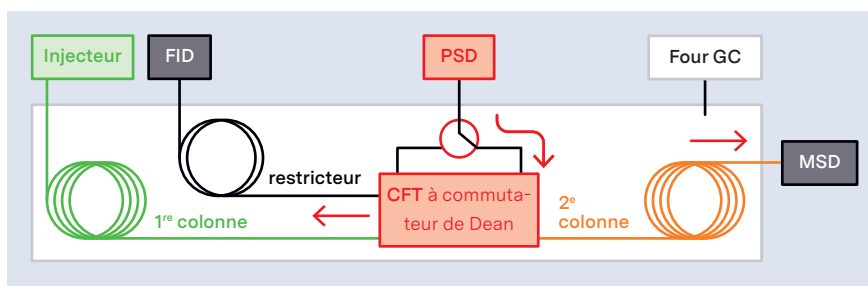 Injecteur
FID
PSD
Four GC
MSD
restricteur
CFT à commuta-
teur de Dean
2e
colonne
1re colonne